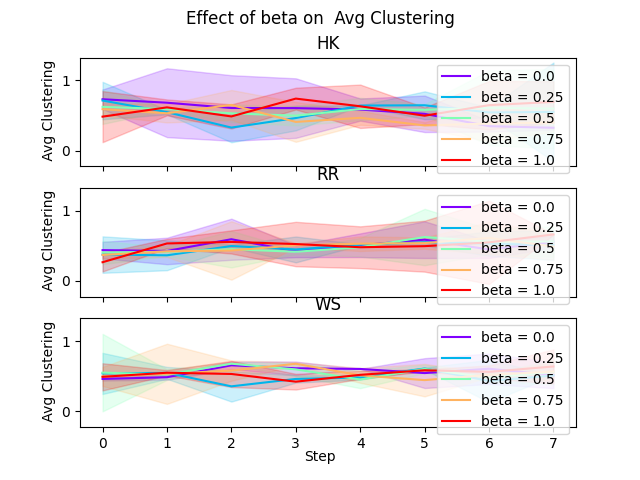 Effect of beta on  Avg Clustering
HK
Avg Clustering
1
0
beta = 0.0
beta = 0.25
beta = 0.5
beta = 0.75
beta = 1.0
RR
Avg Clustering
1
0
beta = 0.0
beta = 0.25
beta = 0.5
beta = 0.75
beta = 1.0
WS
Avg Clustering
1
0
beta = 0.0
beta = 0.25
beta = 0.5
beta = 0.75
beta = 1.0
0 1 2 3 4 5 6 7
Step